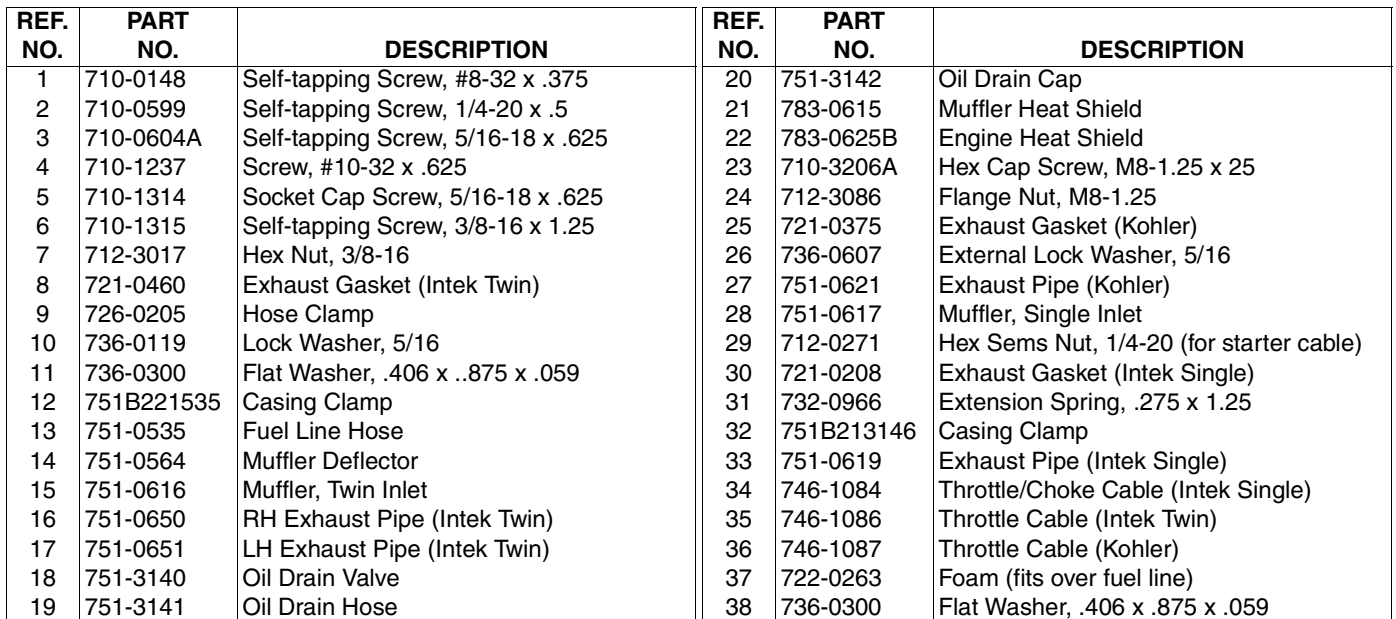 REF. NO. PART NO. DESCRIPTION
1 710-0148 Self-tapping Screw, #8-32 x .375
2 710-0599 Self-tapping Screw, 1/4-20 x .5
3 710-0604A Self-tapping Screw, 5/16-18 x .625
4 710-1237 Screw, #10-32 x .625
5 710-1314 Socket Cap Screw, 5/16-18 x .625
6 710-1315 Self-tapping Screw, 3/8-16 x 1.25
7 712-3017 Hex Nut, 3/8-16
8 721-0460 Exhaust Gasket (Intek Twin)
9 726-0205 Hose Clamp
10 736-0119 Lock Washer, 5/16
11 736-0300 Flat Washer, .406 x ..875 x .059
12 751B221535 Casing Clamp
13 751-0535 Fuel Line Hose
14 751-0564 Muffler Deflector
15 751-0616 Muffler, Twin Inlet
16 751-0650 RH Exhaust Pipe (Intek Twin)
17 751-0651 LH Exhaust Pipe (Intek Twin)
18 751-3140 Oil Drain Valve
19 751-3141 Oil Drain Hose
REF. NO. PART NO. DESCRIPTION
20 751-3142 Oil Drain Cap
21 783-0615 Muffler Heat Shield
22 783-0625B Engine Heat Shield
23 710-3206A Hex Cap Screw, M8-1.25 x 25
24 712-3086 Flange Nut, M8-1.25
25 721-0375 Exhaust Gasket (Kohler)
26 736-0607 External Lock Washer, 5/16
27 751-0621 Exhaust Pipe (Kohler)
28 751-0617 Muffler, Single Inlet
29 712-0271 Hex Sems Nut, 1/4-20 (for starter cable)
30 721-0208 Exhaust Gasket (Intek Single)
31 732-0966 Extension Spring, .275 x 1.25
32 751B213146 Casing Clamp
33 751-0619 Exhaust Pipe (Intek Single)
34 746-1084 Throttle/Choke Cable (Intek Single)
35 746-1086 Throttle Cable (Intek Twin)
36 746-1087 Throttle Cable (Kohler)
37 722-0263 Foam (fits over fuel line)
38 736-0300 Flat Washer, .406 x .875 x .059